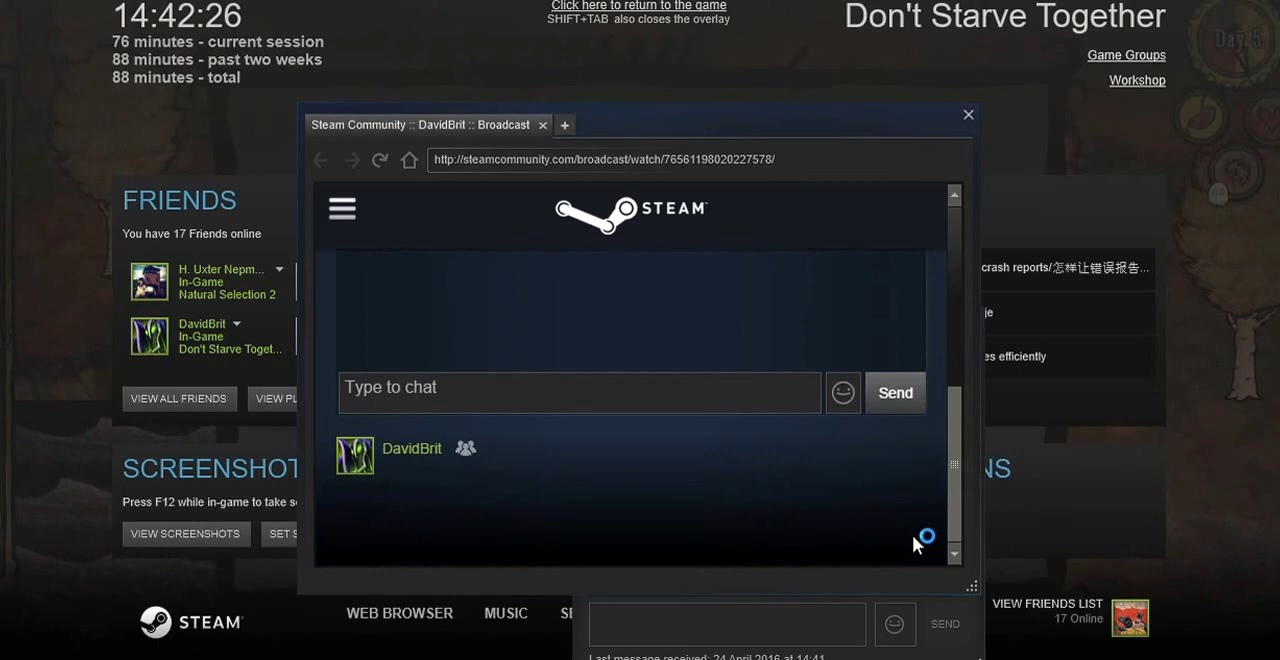 14:42:26
76 minutes - current session
88 minutes - past two weeks
88 minutes - total
Click here to return to the game
SHIFT+TAB also closes the overlay
Don't Starve Together
Game Groups
Workshop
Day 5
Steam Community :: DavidBrit :: Broadcast
http://steamcommunity.com/broadcast/watch/76561198020227578/
STEAM
FRIENDS
You have 17 Friends online
H. Uxter Nepm...
In-Game
Natural Selection 2
DavidBrit
In-Game
Don't Starve Toget...
VIEW ALL FRIENDS
VIEW PL
crash reports/怎样让错误报告...
je
es efficiently
Type to chat
Send
DavidBrit
SCREENSHOT
NS
Press F12 while in-game to take s
VIEW SCREENSHOTS
SET S
STEAM
WEB BROWSER
MUSIC
SE
SEND
VIEW FRIENDS LIST
17 Online
Last message received: 24 April 2016 at 14:41